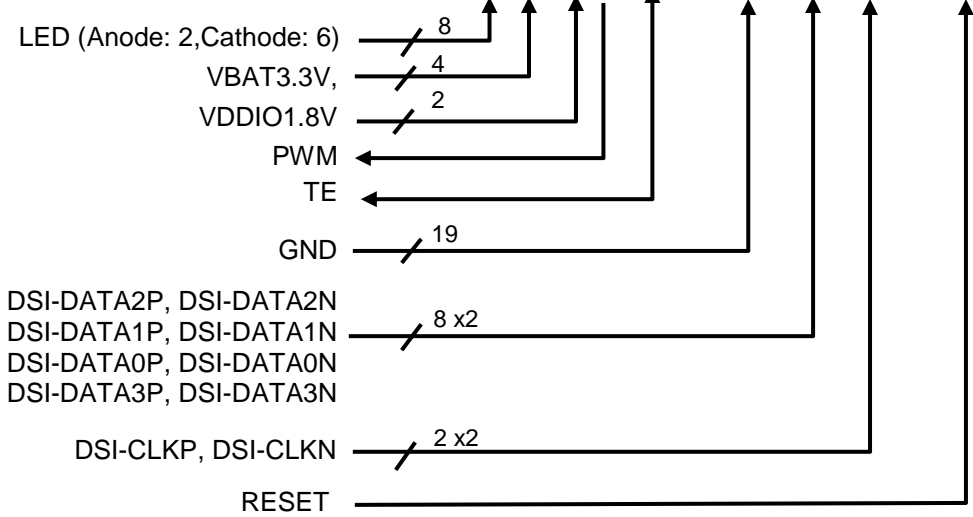 LED (Anode: 2,Cathode: 6) 8
VBAT3.3V, 4
VDDIO1.8V 2
PWM
TE
GND 19
DSI-DATA2P, DSI-DATA2N
DSI-DATA1P, DSI-DATA1N 8 x2
DSI-DATA0P, DSI-DATA0N
DSI-DATA3P, DSI-DATA3N
DSI-CLKP, DSI-CLKN 2 x2
RESET